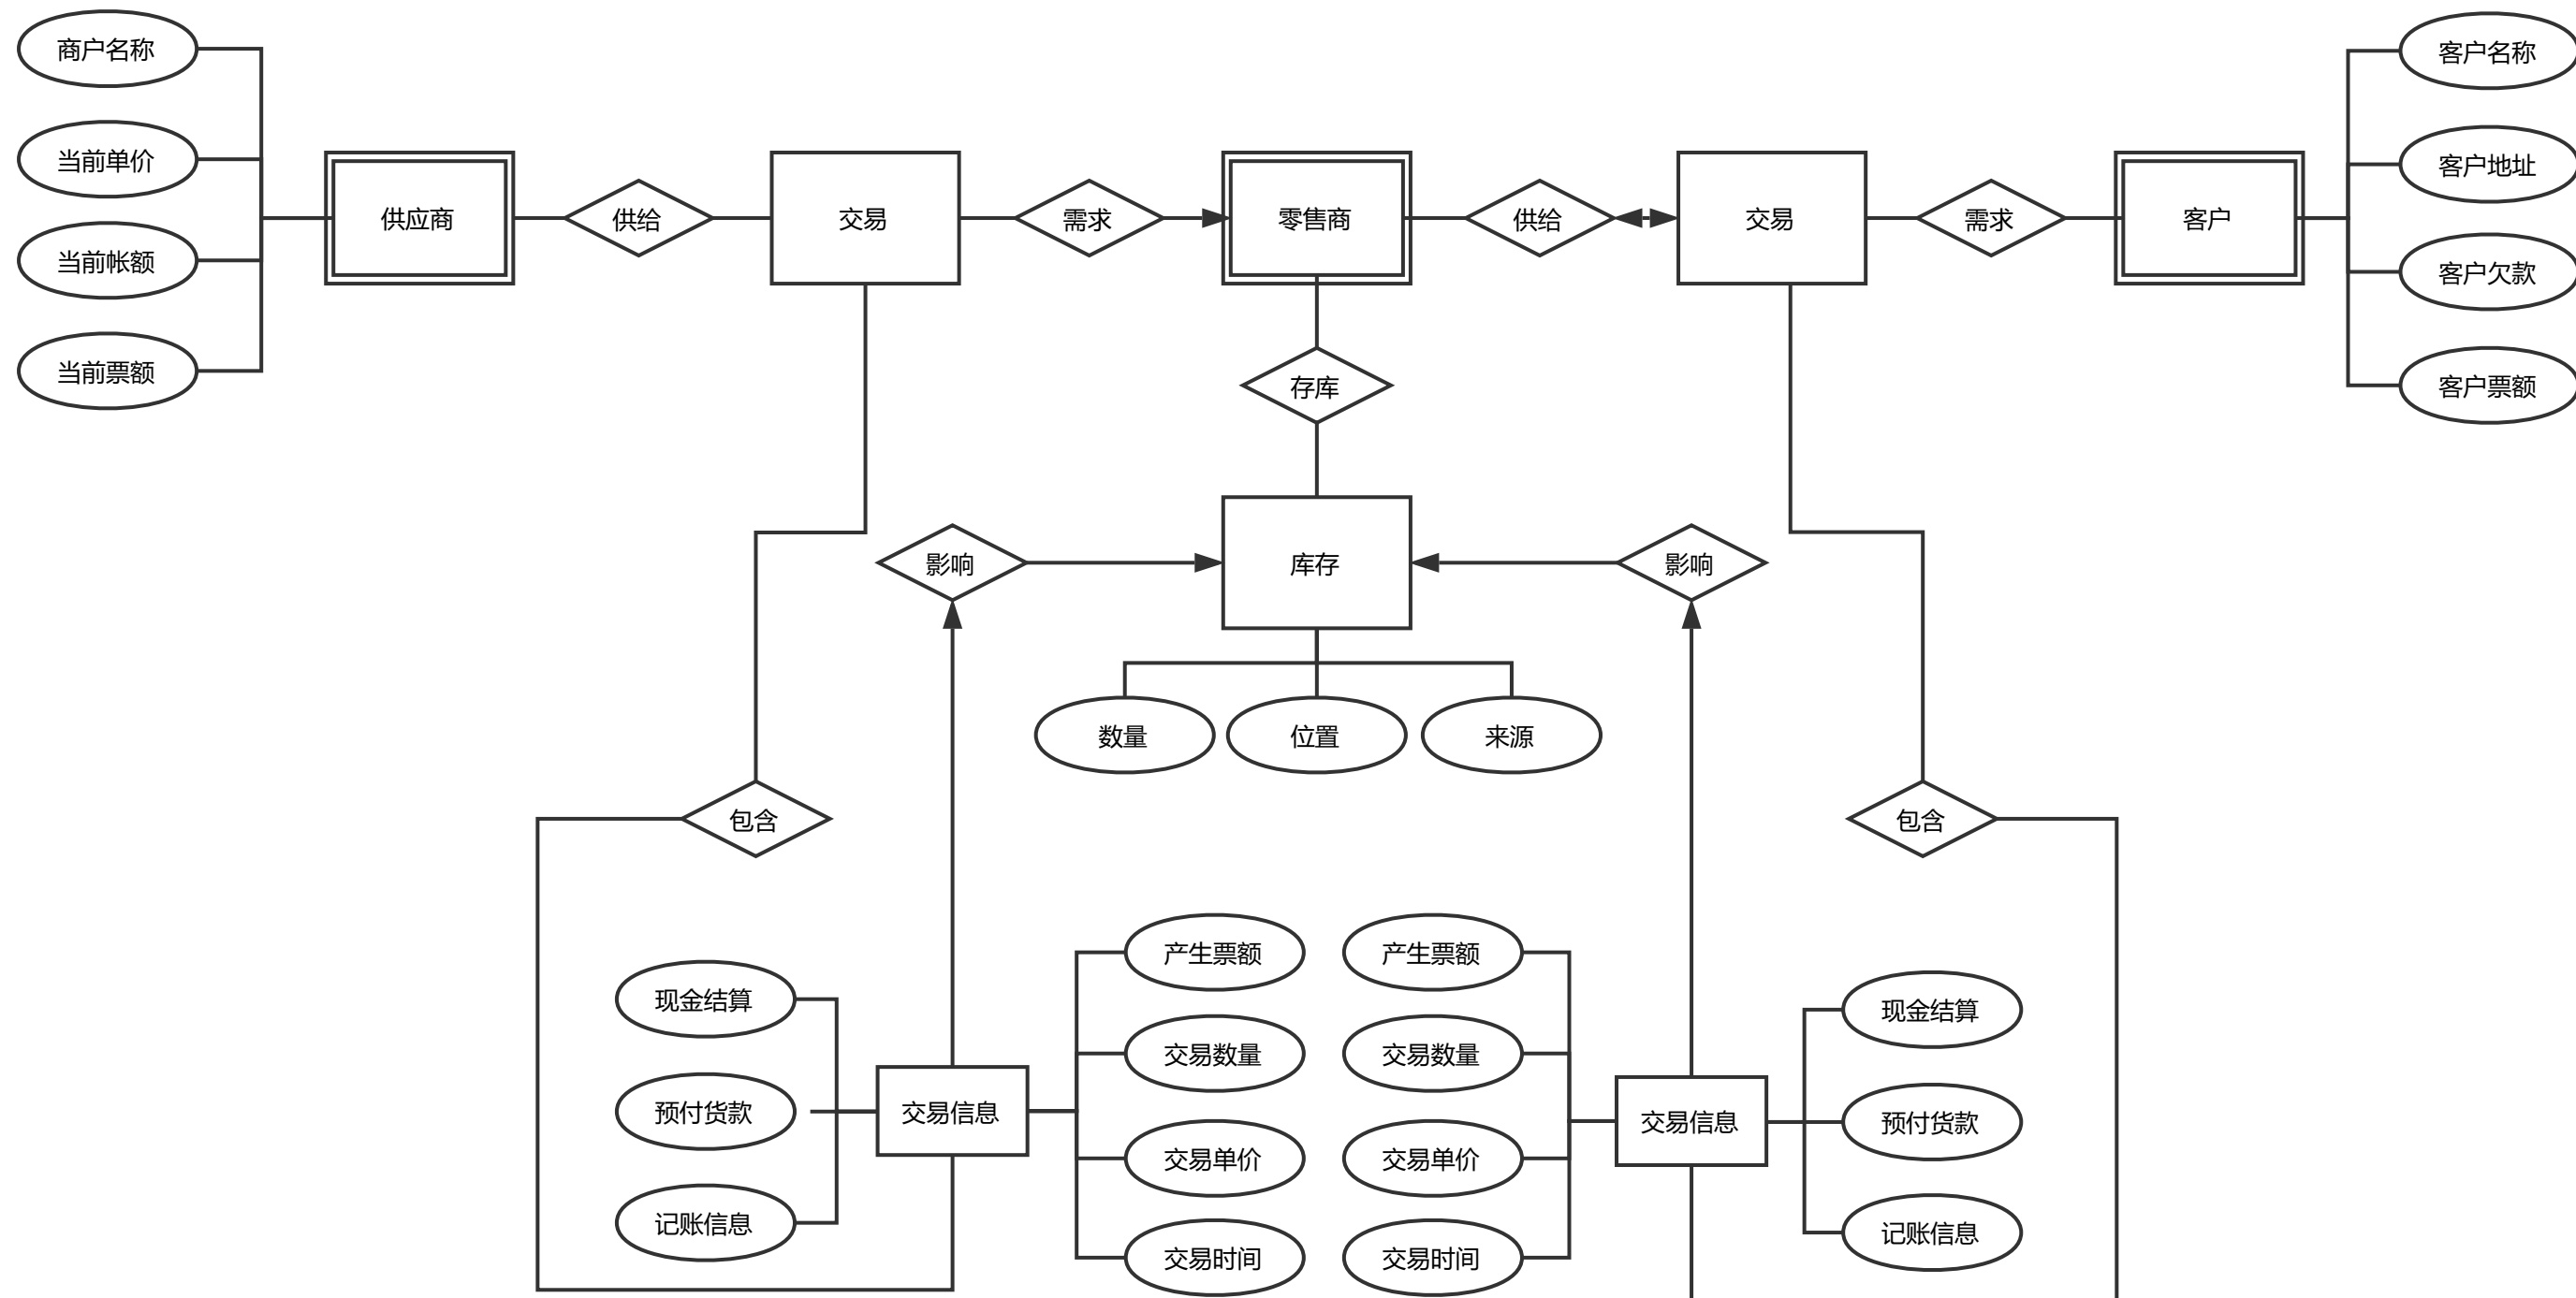 商户名称
当前单价
当前帐额
当前票额
供应商
供给
交易
需求
零售商
供给
交易
需求
客户
客户名称
客户地址
客户欠款
客户票额
存库
影响
库存
影响
数量
位置
来源
包含
包含
现金结算
预付货款
记账信息
交易信息
产生票额
交易数量
交易单价
交易时间
产生票额
交易数量
交易单价
交易时间
交易信息
现金结算
预付货款
记账信息